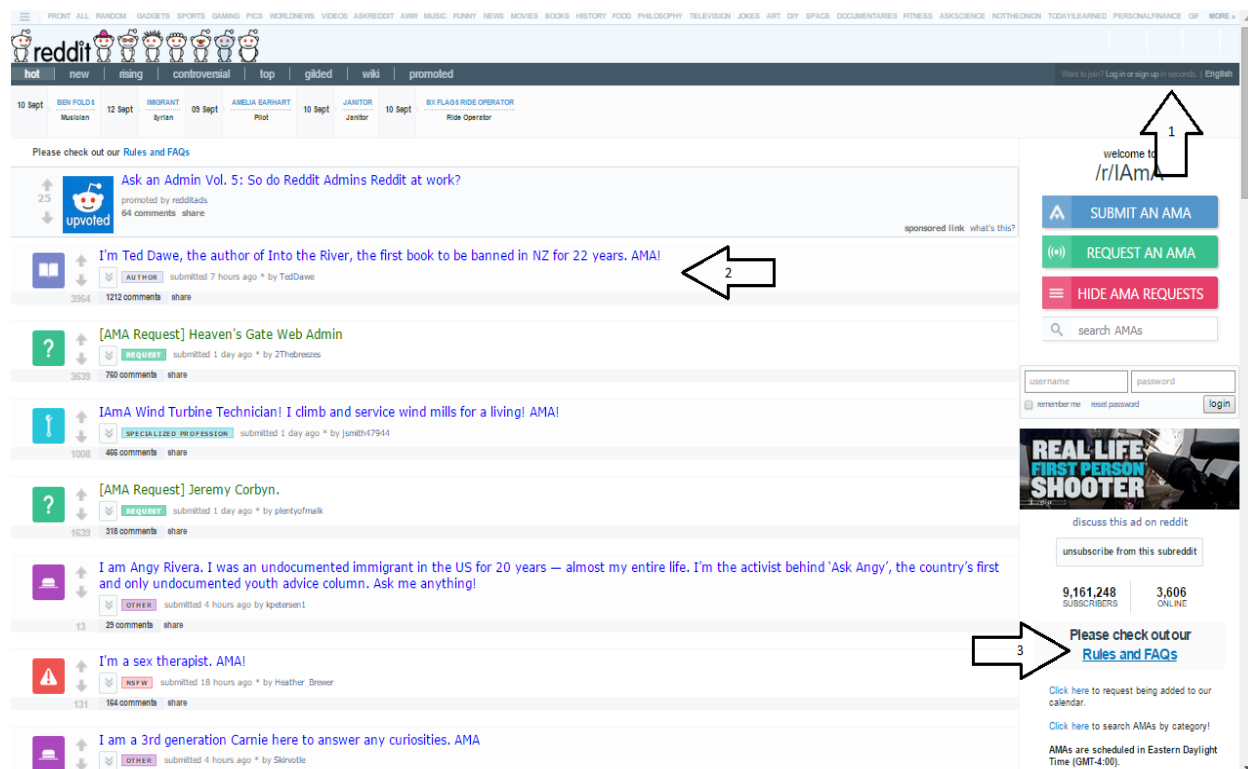 FRONT ALL RANDOM GADGETS SPORTS GAMING PICS WORLDNEWS VIDEOS ASKREDDIT AWW MUSIC FUNNY NEWS MOVIES BOOKS HISTORY FOOD PHILOSOPHY TELEVISION JOKES ART DIY SPACE DOCUMENTARIES FITNESS ASKSCIENCE NOTTHEONION TODAYILEARNED PERSONALFINANCE GIF MORE »
reddit
hot new rising controversial top gilded wiki promoted
Want to join? Log in or sign up in seconds. | English
10 Sept BEN FOLDS 12 Sept IMIGRANT 09 Sept AMELIA EARHART 10 Sept JANITOR 10 Sept BX FLAGS RIDE OPERATOR
Musician Syrian Pilot Janitor Ride Operator
1
Please check out our Rules and FAQs
25
upvoted
Ask an Admin Vol. 5: So do Reddit Admins Reddit at work?
promoted by redditads
64 comments share
sponsored link what's this?
I'm Ted Dawe, the author of Into the River, the first book to be banned in NZ for 22 years. AMA!
AUTHOR submitted 7 hours ago * by TedDawe
3964 1212 comments share
2
[AMA Request] Heaven's Gate Web Admin
REQUEST submitted 1 day ago * by 2Thebreezes
3639 760 comments share
IAmA Wind Turbine Technician! I climb and service wind mills for a living! AMA!
SPECIALIZED PROFESSION submitted 1 day ago * by jsmith47944
1008 466 comments share
[AMA Request] Jeremy Corbyn.
REQUEST submitted 1 day ago * by plentyofmalk
1639 318 comments share
I am Angy Rivera. I was an undocumented immigrant in the US for 20 years — almost my entire life. I'm the activist behind 'Ask Angy', the country's first
and only undocumented youth advice column. Ask me anything!
OTHER submitted 4 hours ago by kpetersen1
13 29 comments share
I'm a sex therapist. AMA!
NSFW submitted 18 hours ago * by Heather_Brewer
131 164 comments share
I am a 3rd generation Carnie here to answer any curiosities. AMA
OTHER submitted 4 hours ago * by Skirvotle
welcome to
/r/IAmA
SUBMIT AN AMA
REQUEST AN AMA
HIDE AMA REQUESTS
search AMAs
username password
remember me reset password login
REAL LIFE
FIRST PERSON
SHOOTER
discuss this ad on reddit
unsubscribe from this subreddit
9,161,248 3,606
SUBSCRIBERS ONLINE
3
Please check out our
Rules and FAQs
Click here to request being added to our
calendar.
Click here to search AMAs by category!
AMAs are scheduled in Eastern Daylight
Time (GMT-4:00).